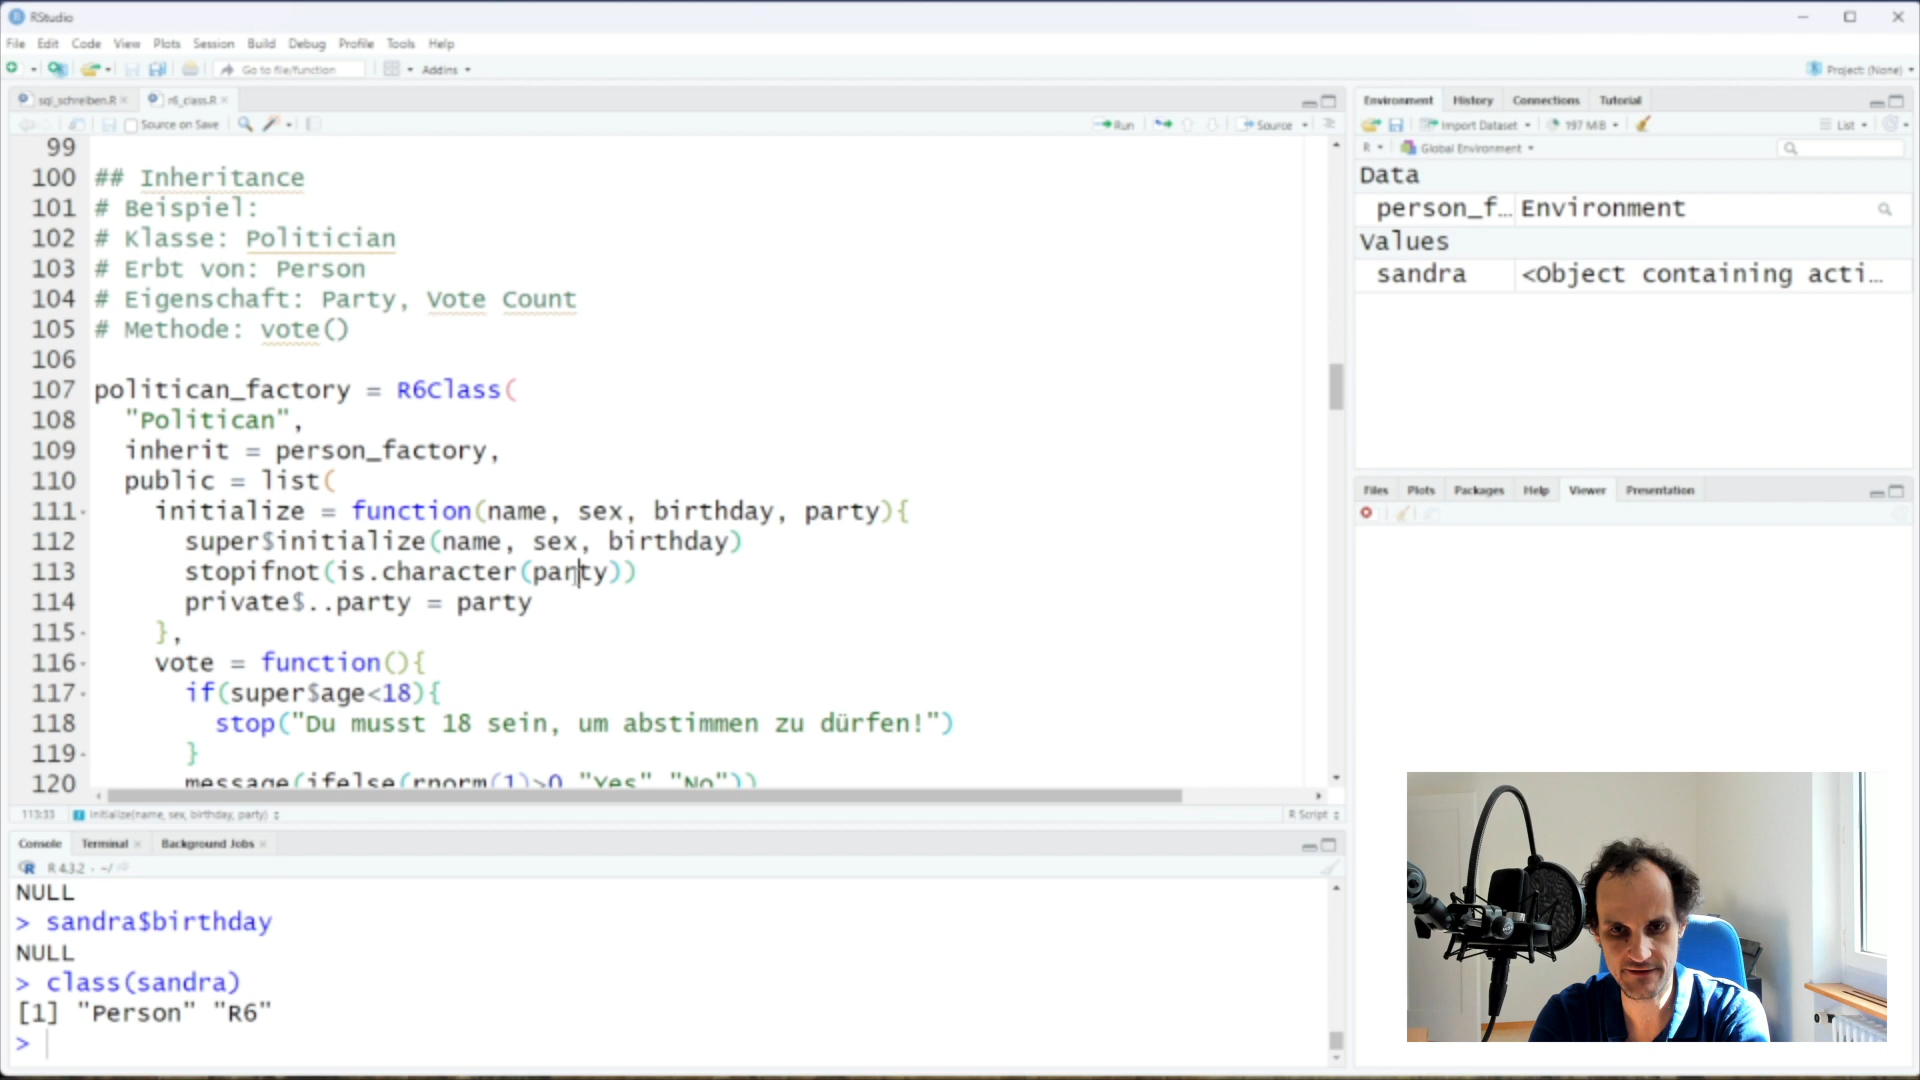 RStudio
File Edit Code View Plots Session Build Debug Profile Tools Help
Go to file/function Addins Project: (None)
sql_schreiben.R r6_class.R
Source on Save Run Source
99
100 ## Inheritance
101 # Beispiel:
102 # Klasse: Politician
103 # Erbt von: Person
104 # Eigenschaft: Party, Vote Count
105 # Methode: vote()
106
107 politican_factory = R6Class(
108 "Politican",
109 inherit = person_factory,
110 public = list(
111 initialize = function(name, sex, birthday, party){
112 super$initialize(name, sex, birthday)
113 stopifnot(is.character(party))
114 private$..party = party
115 },
116 vote = function(){
117 if(super$age<18){
118 stop("Du musst 18 sein, um abstimmen zu dürfen!")
119 }
120 message(ifelse(rnorm(1)>0, "Yes", "No"))
113:33 initialize(name, sex, birthday, party) R Script
Console Terminal Background Jobs
R 4.3.2 · ~/
NULL
> sandra$birthday
NULL
> class(sandra)
[1] "Person" "R6"
>
Environment History Connections Tutorial
Import Dataset 197 MiB List
R Global Environment
Data
person_f… Environment
Values
sandra <Object containing acti…
Files Plots Packages Help Viewer Presentation